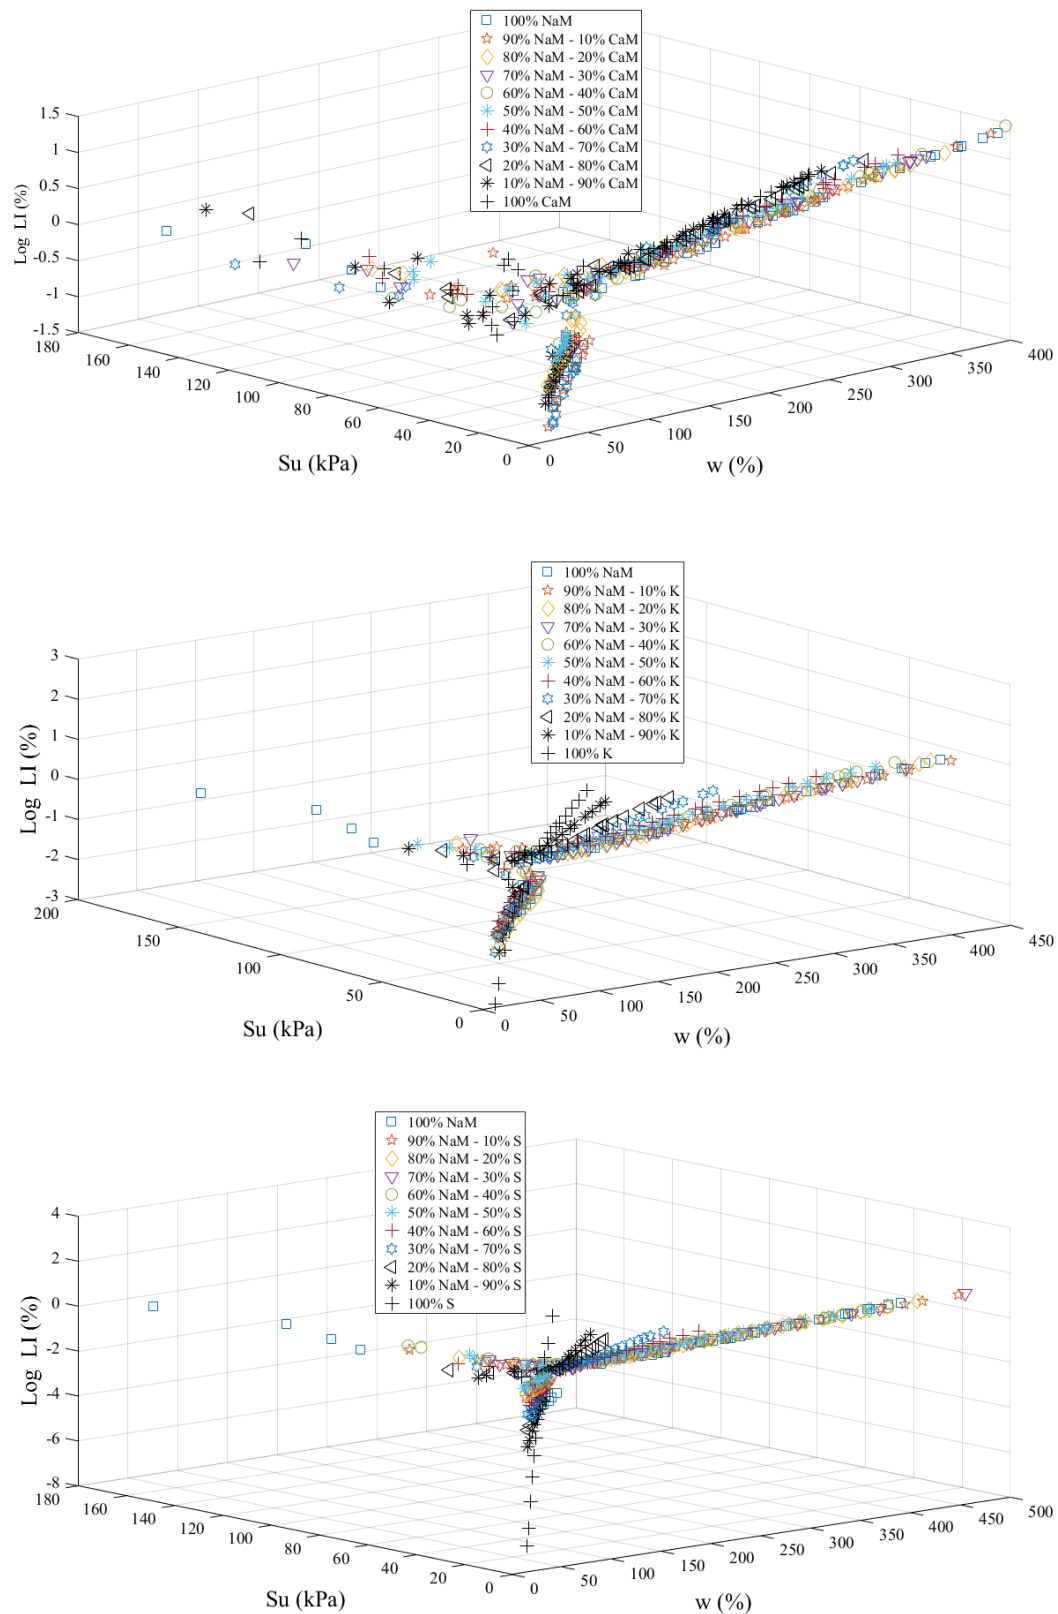 100% NaM
90% NaM - 10% CaM
80% NaM - 20% CaM
70% NaM - 30% CaM
60% NaM - 40% CaM
50% NaM - 50% CaM
40% NaM - 60% CaM
30% NaM - 70% CaM
20% NaM - 80% CaM
10% NaM - 90% CaM
100% CaM
1.5
1
0.5
0
-0.5
-1
-1.5
Log LI (%)
180
160
140
120
100
80
60
40
20
0
Su (kPa)
0
50
100
150
200
250
300
350
400
w (%)
100% NaM
90% NaM - 10% K
80% NaM - 20% K
70% NaM - 30% K
60% NaM - 40% K
50% NaM - 50% K
40% NaM - 60% K
30% NaM - 70% K
20% NaM - 80% K
10% NaM - 90% K
100% K
3
2
1
0
-1
-2
-3
Log LI (%)
200
150
100
50
0
Su (kPa)
0
50
100
150
200
250
300
350
400
450
w (%)
100% NaM
90% NaM - 10% S
80% NaM - 20% S
70% NaM - 30% S
60% NaM - 40% S
50% NaM - 50% S
40% NaM - 60% S
30% NaM - 70% S
20% NaM - 80% S
10% NaM - 90% S
100% S
4
2
0
-2
-4
-6
-8
Log LI (%)
180
160
140
120
100
80
60
40
20
0
Su (kPa)
0
50
100
150
200
250
300
350
400
450
500
w (%)